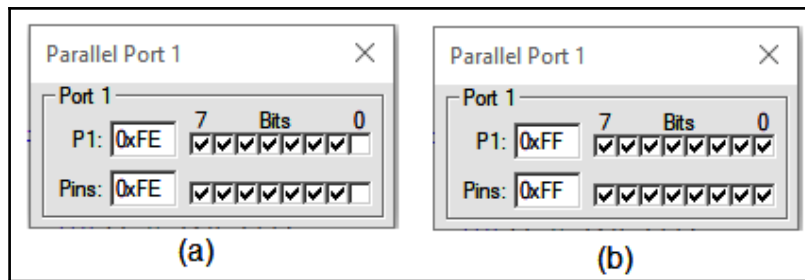 Parallel Port 1
Port 1
7 Bits 0
P1: 0xFE
Pins: 0xFE
(a)
Parallel Port 1
Port 1
7 Bits 0
P1: 0xFF
Pins: 0xFF
(b)